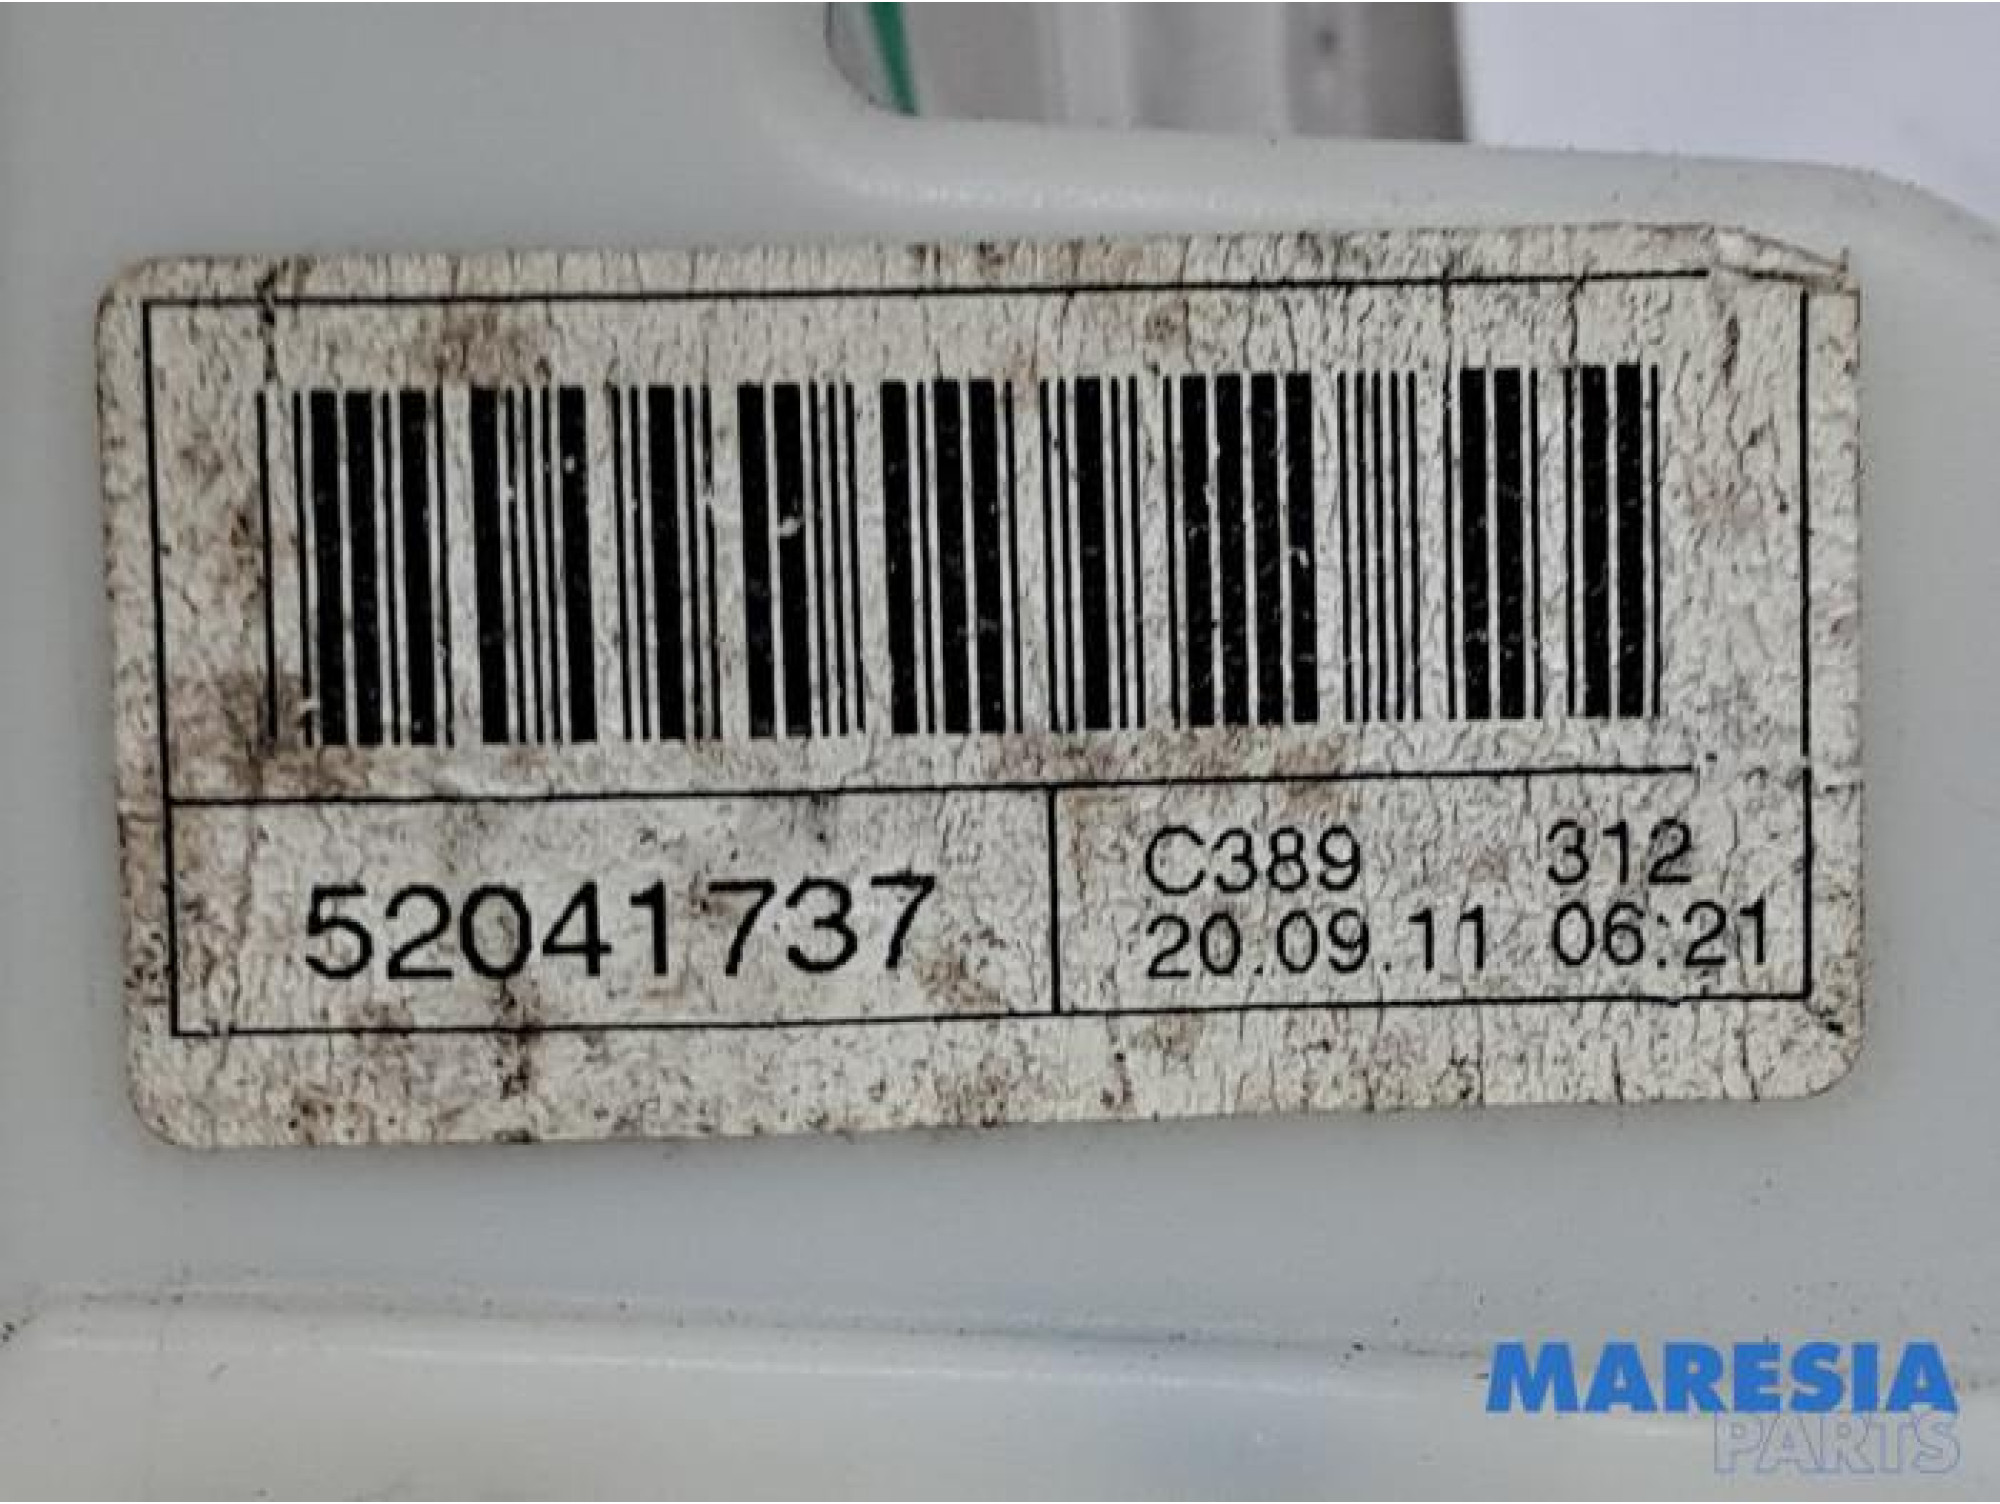 52041737
C389 312
20.09.11 06:21
MARESIA
PARTS